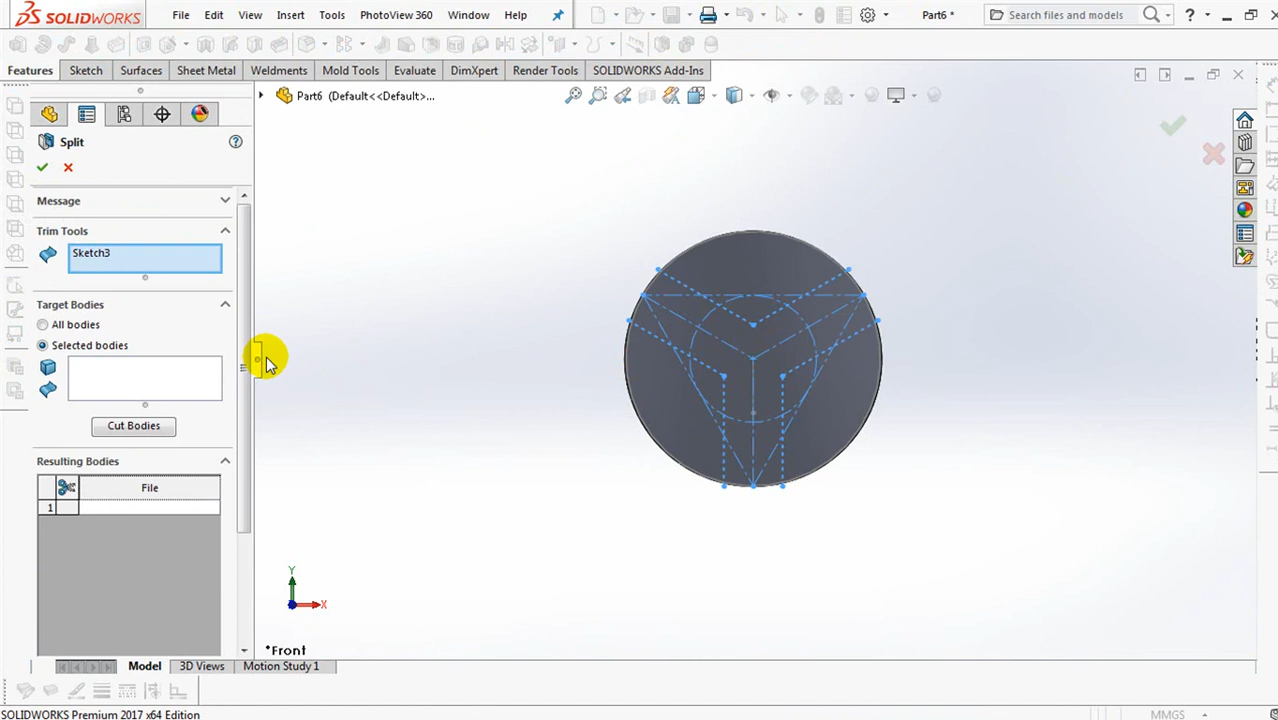 SOLIDWORKS
File Edit View Insert Tools PhotoView 360 Window Help
Part6 *
Search files and models
?
Features Sketch Surfaces Sheet Metal Weldments Mold Tools Evaluate DimXpert Render Tools SOLIDWORKS Add-Ins
Part6 (Default<<Default>...
Split
?
Message
Trim Tools
Sketch3
Target Bodies
All bodies
Selected bodies
Cut Bodies
Resulting Bodies
File
1
Y
X
*Front
Model 3D Views Motion Study 1
SOLIDWORKS Premium 2017 x64 Edition
MMGS